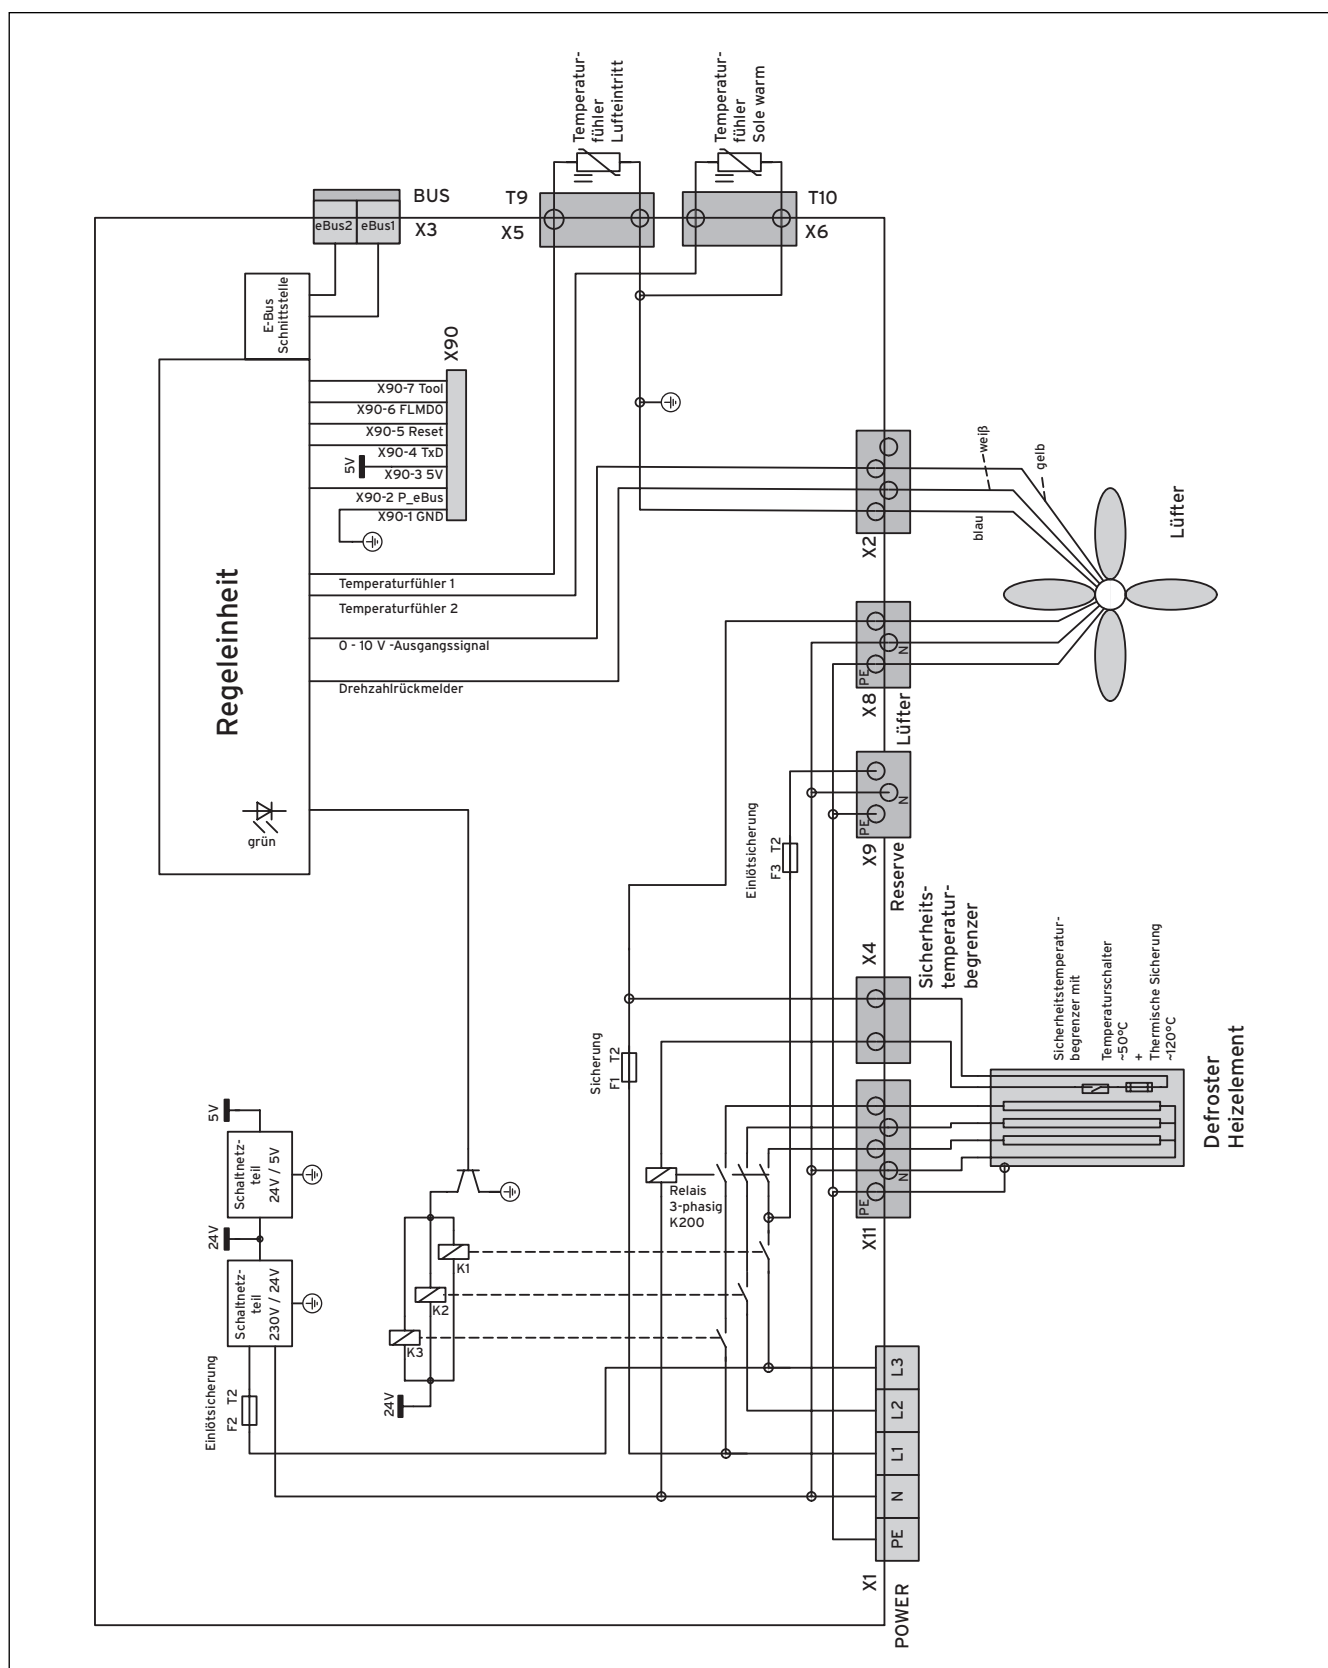 Temperatur-
fühler
Lufteintritt
Temperatur-
fühler
Sole warm
BUS
X3
eBus2
eBus1
T9
X5
T10
X6
E-Bus
Schnittstelle
X90
X90-7 Tool
X90-6 FLMD0
X90-5 Reset
X90-4 TxD
5V
X90-3 5V
X90-2 P_eBus
X90-1 GND
Regeleinheit
Temperaturfühler 1
Temperaturfühler 2
0 - 10 V -Ausgangssignal
Drehzahlrückmelder
grün
X2
weiß
gelb
blau
Lüfter
PE
N
X8
Lüfter
PE
N
X9
Reserve
Einlötsicherung
F3 T2
X4
Sicherheits-
temperatur-
begrenzer
Sicherung
F1 T2
Sicherheitstemperatur-
begrenzer mit
Temperaturschalter
~50°C
+
Thermische Sicherung
~120°C
Defroster
Heizelement
5V
Schaltnetz-
teil
24V / 5V
24V
Schaltnetz-
teil
230V / 24V
Relais
3-phasig
K200
PE
N
X11
K1
K2
K3
24V
Einlötsicherung
F2 T2
L3
L2
L1
N
PE
X1
POWER